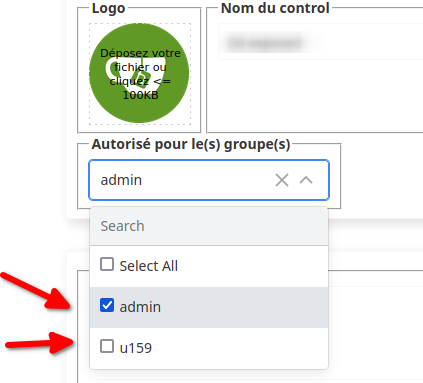 Logo
Nom du control
Déposez votre
fichier ou
cliquez <=
100KB
Autorisé pour le(s) groupe(s)
admin
Search
Select All
admin
u159